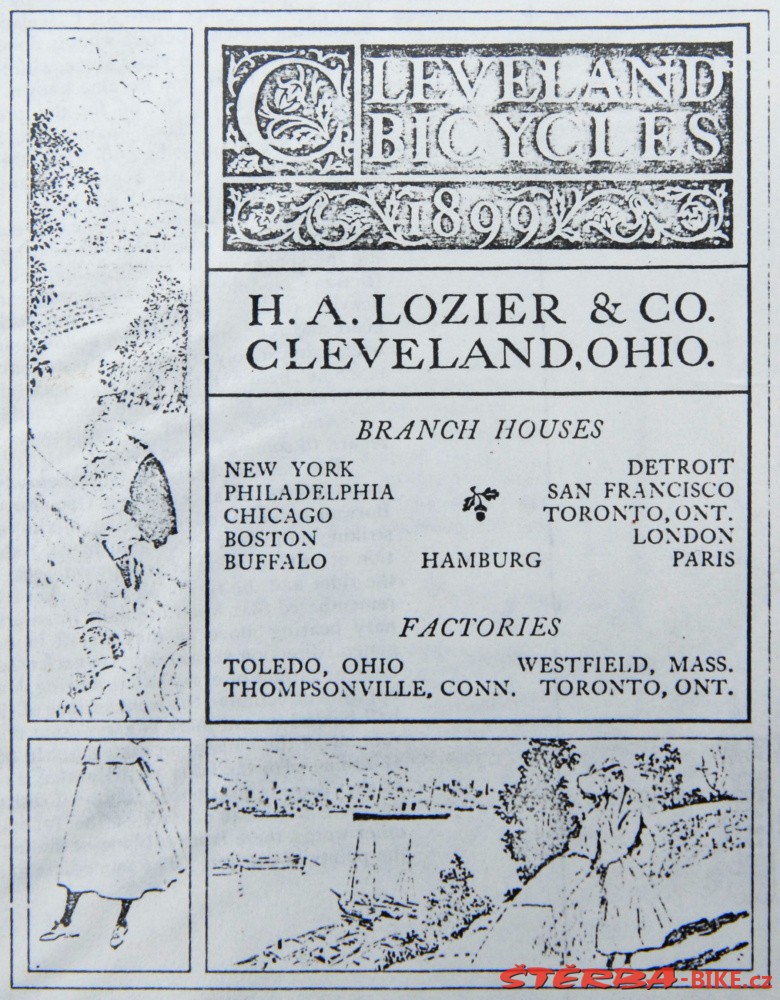 CLEVELAND
BICYCLES
1899
H. A. LOZIER & CO.
CLEVELAND, OHIO.
BRANCH HOUSES
NEW YORK DETROIT
PHILADELPHIA SAN FRANCISCO
CHICAGO TORONTO, ONT.
BOSTON LONDON
BUFFALO HAMBURG PARIS
FACTORIES
TOLEDO, OHIO WESTFIELD, MASS.
THOMPSONVILLE, CONN. TORONTO, ONT.
ŠTERBA-BIKE.cz